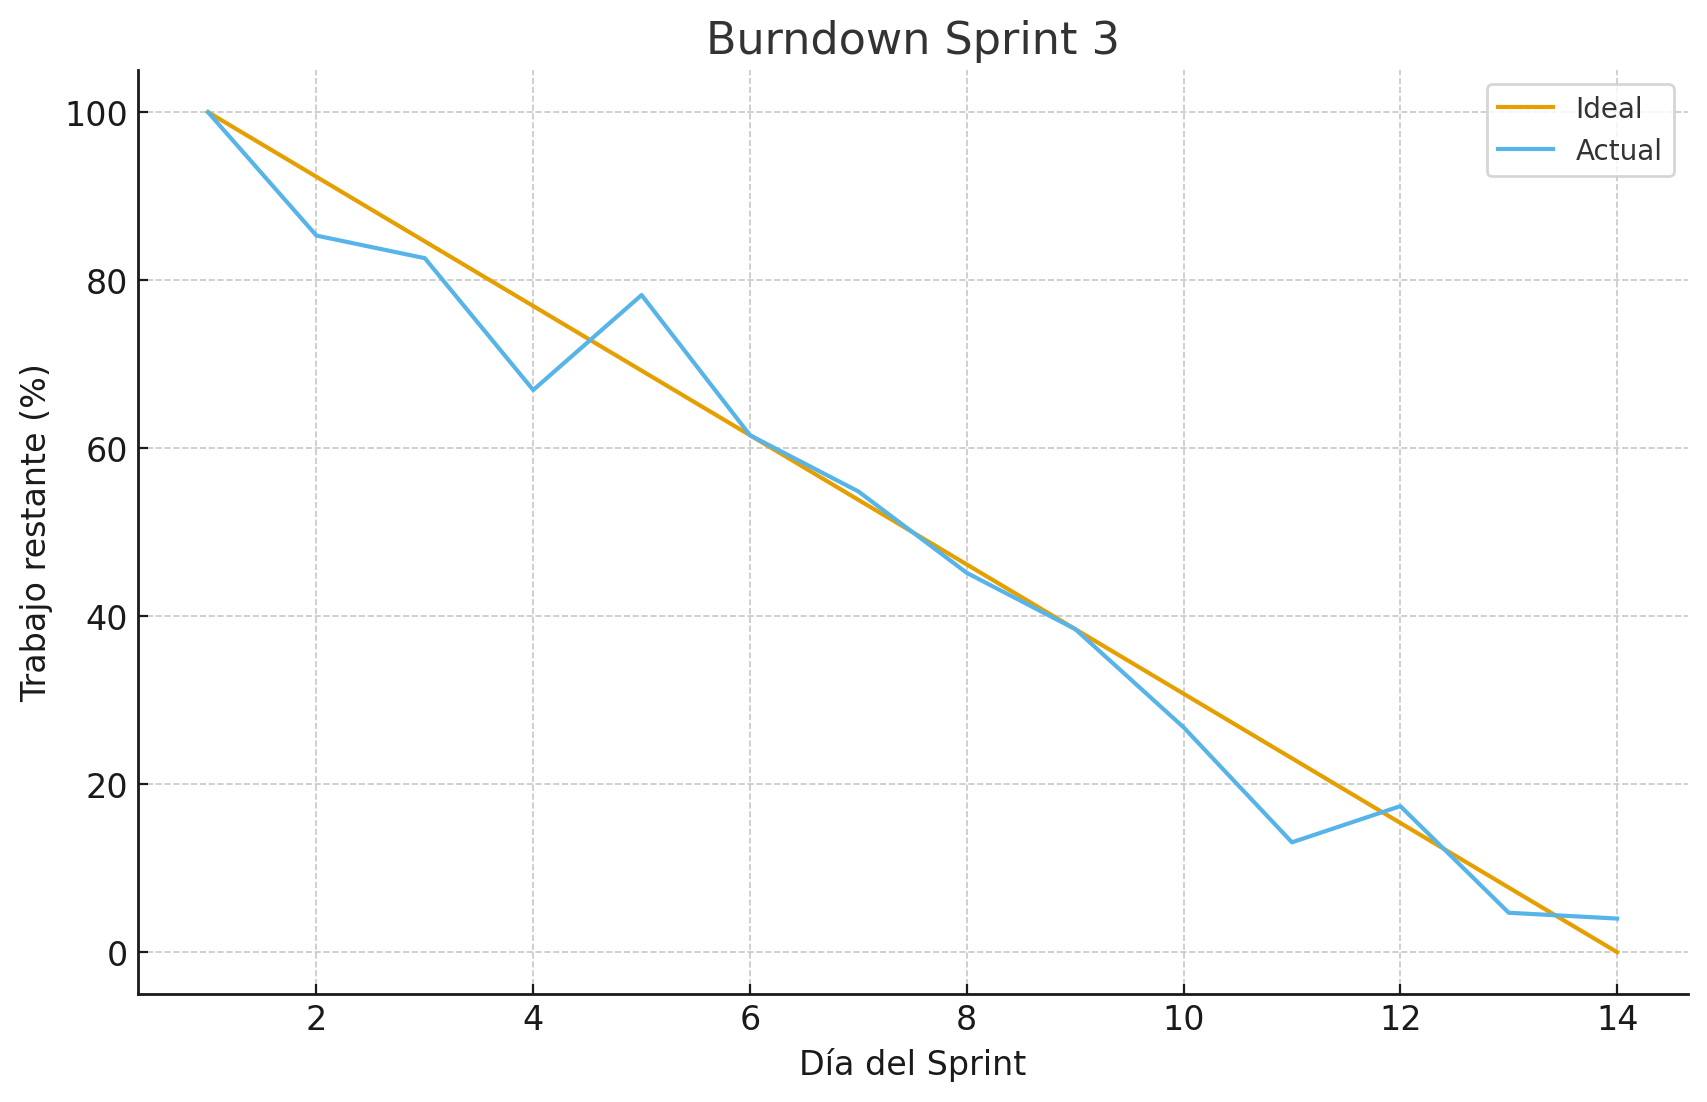 Burndown Sprint 3
Ideal
Actual
Trabajo restante (%)
100
80
60
40
20
0
2 4 6 8 10 12 14
Día del Sprint